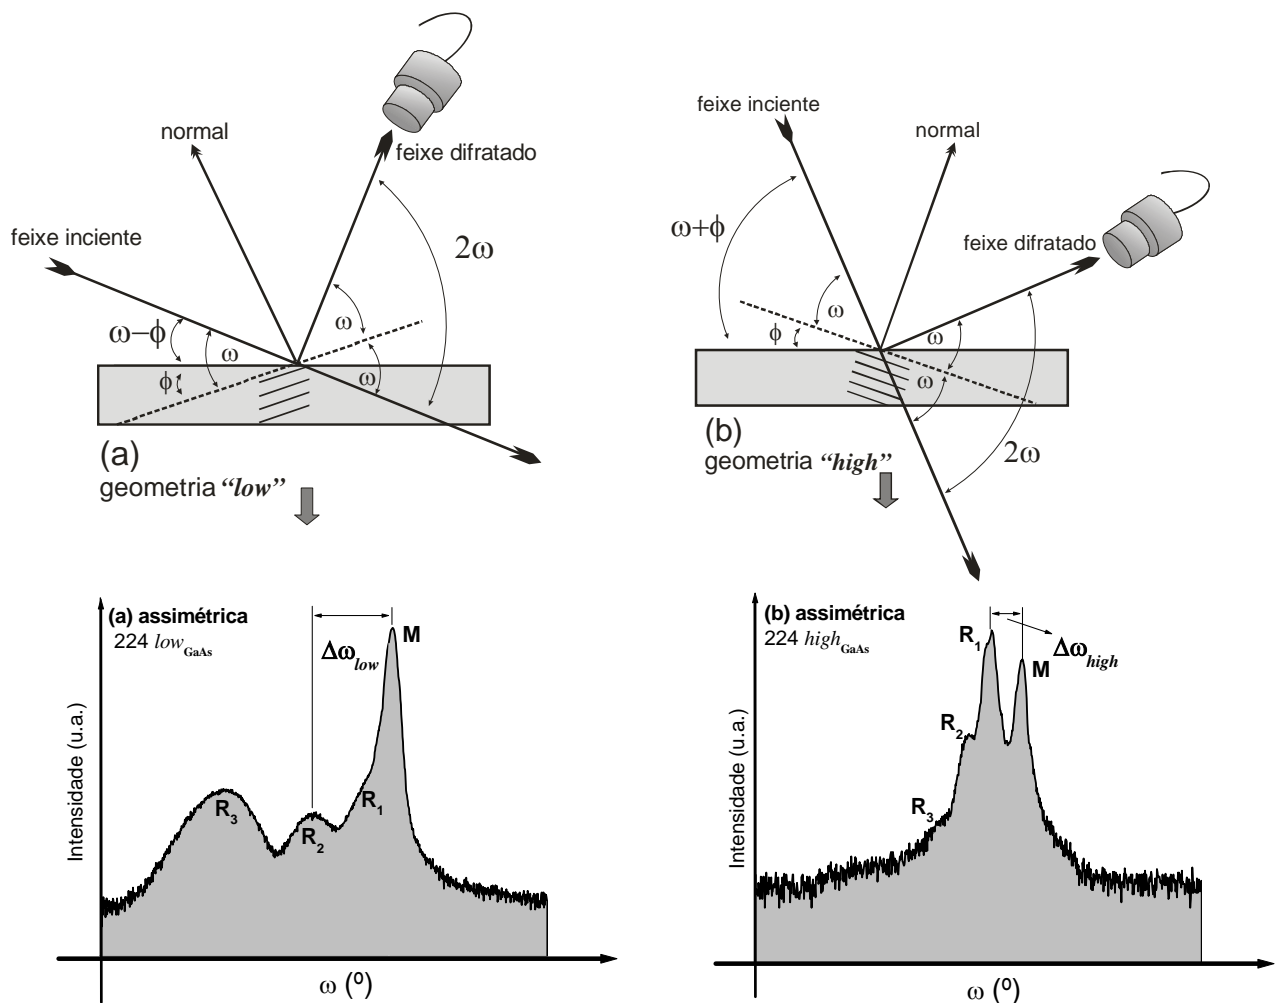 normal
feixe difratado
feixe inciente
2ω
ω−ϕ
ω
ω
ϕ
ω
(a)
geometria “low”
feixe inciente
normal
ω+ϕ
feixe difratado
ω
ϕ
ω
ω
(b)
geometria “high”
2ω
(a) assimétrica
224 low GaAs
M
Δω low
R1
R2
R3
Intensidade (u.a.)
ω (º)
(b) assimétrica
224 high GaAs
R1
Δω high
M
R2
R3
Intensidade (u.a.)
ω (º)